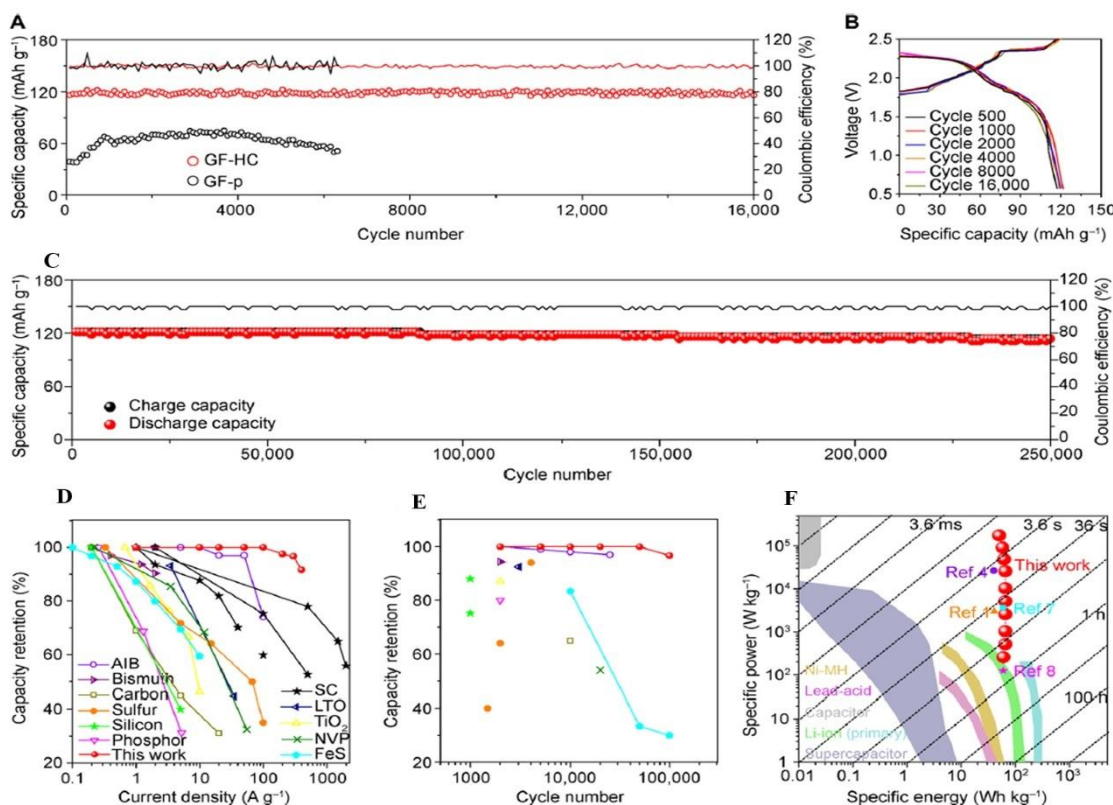 A
Specific capacity (mAh g⁻¹)
180
120
60
0
120
100
80
60
40
20
0
Coulombic efficiency (%)
GF-HC
GF-p
0 4000 8000 12,000 16,000
Cycle number
B
Voltage (V)
2.5
2.0
1.5
1.0
0.5
Cycle 500
Cycle 1000
Cycle 2000
Cycle 4000
Cycle 8000
Cycle 16,000
0 30 60 90 120 150
Specific capacity (mAh g⁻¹)
C
Specific capacity (mAh g⁻¹)
180
120
60
0
120
100
80
60
40
20
0
Coulombic efficiency (%)
Charge capacity
Discharge capacity
0 50,000 100,000 150,000 200,000 250,000
Cycle number
D
Capacity retention (%)
100
80
60
40
20
AIB
Bismuth
Carbon
Sulfur
Silicon
Phosphor
This work
SC
LTO
TiO₂
NVP
FeS
0.1 1 10 100 1000
Current density (A g⁻¹)
E
Capacity retention (%)
100
80
60
40
20
1000 10,000 100,000
Cycle number
F
Specific power (W kg⁻¹)
10⁵
10⁴
10³
10²
10
1
3.6 ms 3.6 s 36 s
This work
Ref 4
Ref 7
Ref 1
1 h
Ref 8
100 h
Ni-MH
Lead-acid
Capacitor
Li-ion (primary)
Supercapacitor
0.01 0.1 1 10 10² 10³
Specific energy (Wh kg⁻¹)